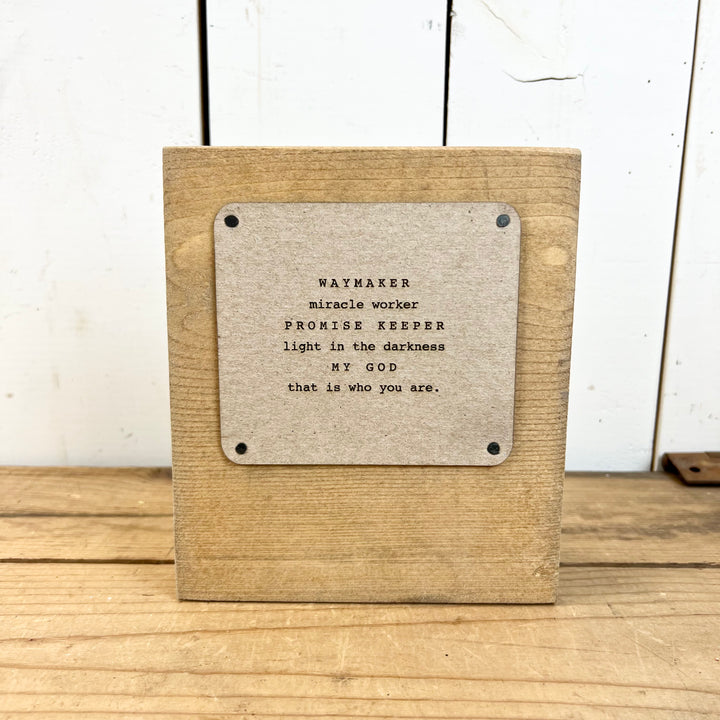 WAYMAKER
miracle worker
PROMISE KEEPER
light in the darkness
MY GOD
that is who you are.